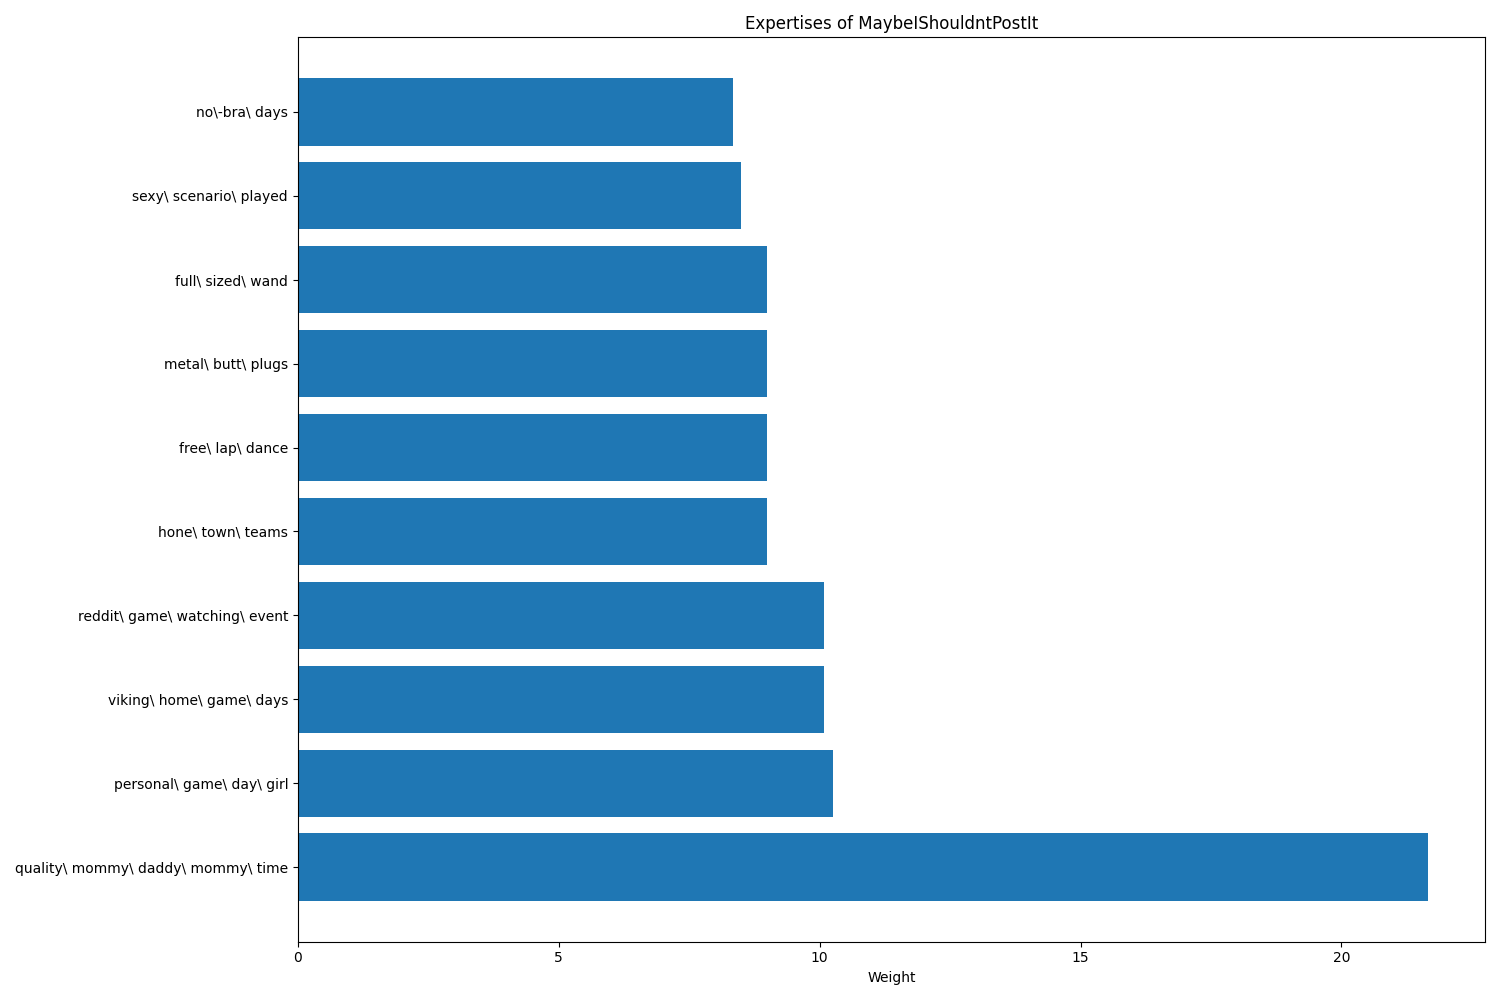 Expertises of MaybeIShouldntPostIt
no\-bra\ days
sexy\ scenario\ played
full\ sized\ wand
metal\ butt\ plugs
free\ lap\ dance
hone\ town\ teams
reddit\ game\ watching\ event
viking\ home\ game\ days
personal\ game\ day\ girl
quality\ mommy\ daddy\ mommy\ time
0 5 10 15 20
Weight